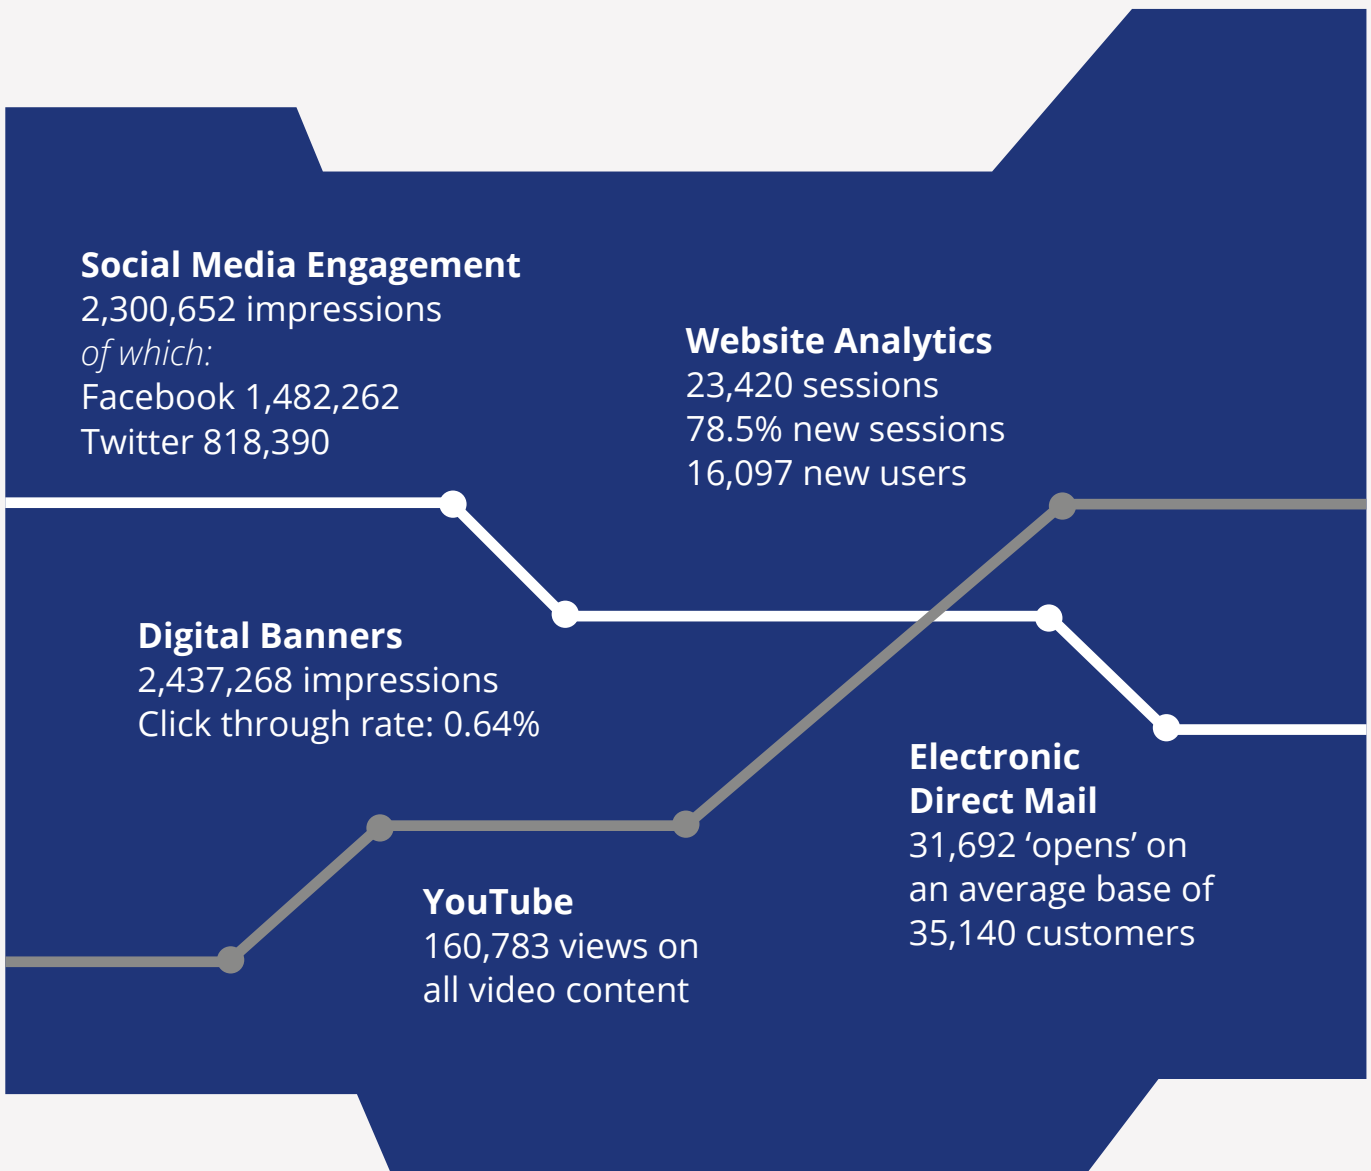 Social Media Engagement
2,300,652 impressions
of which:
Facebook 1,482,262
Twitter 818,390
Website Analytics
23,420 sessions
78.5% new sessions
16,097 new users
Digital Banners
2,437,268 impressions
Click through rate: 0.64%
Electronic
Direct Mail
31,692 ‘opens’ on
an average base of
35,140 customers
YouTube
160,783 views on
all video content